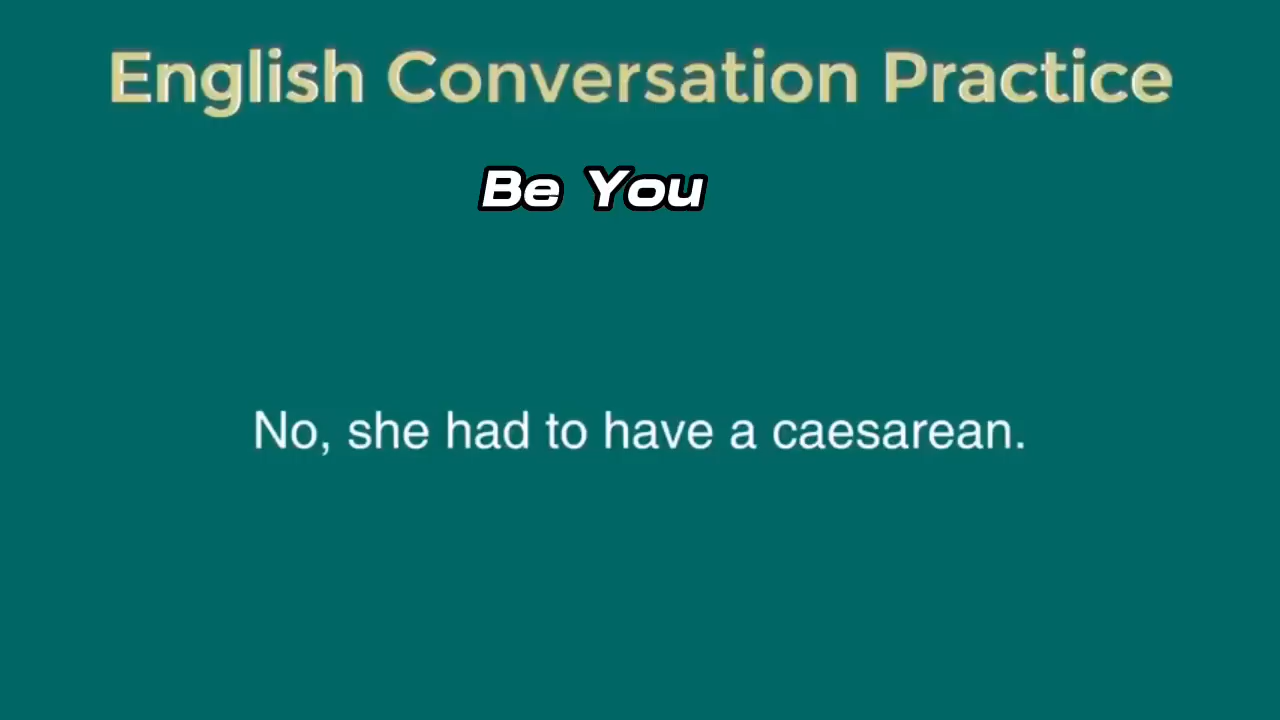 English Conversation Practice
Be You
No, she had to have a caesarean.